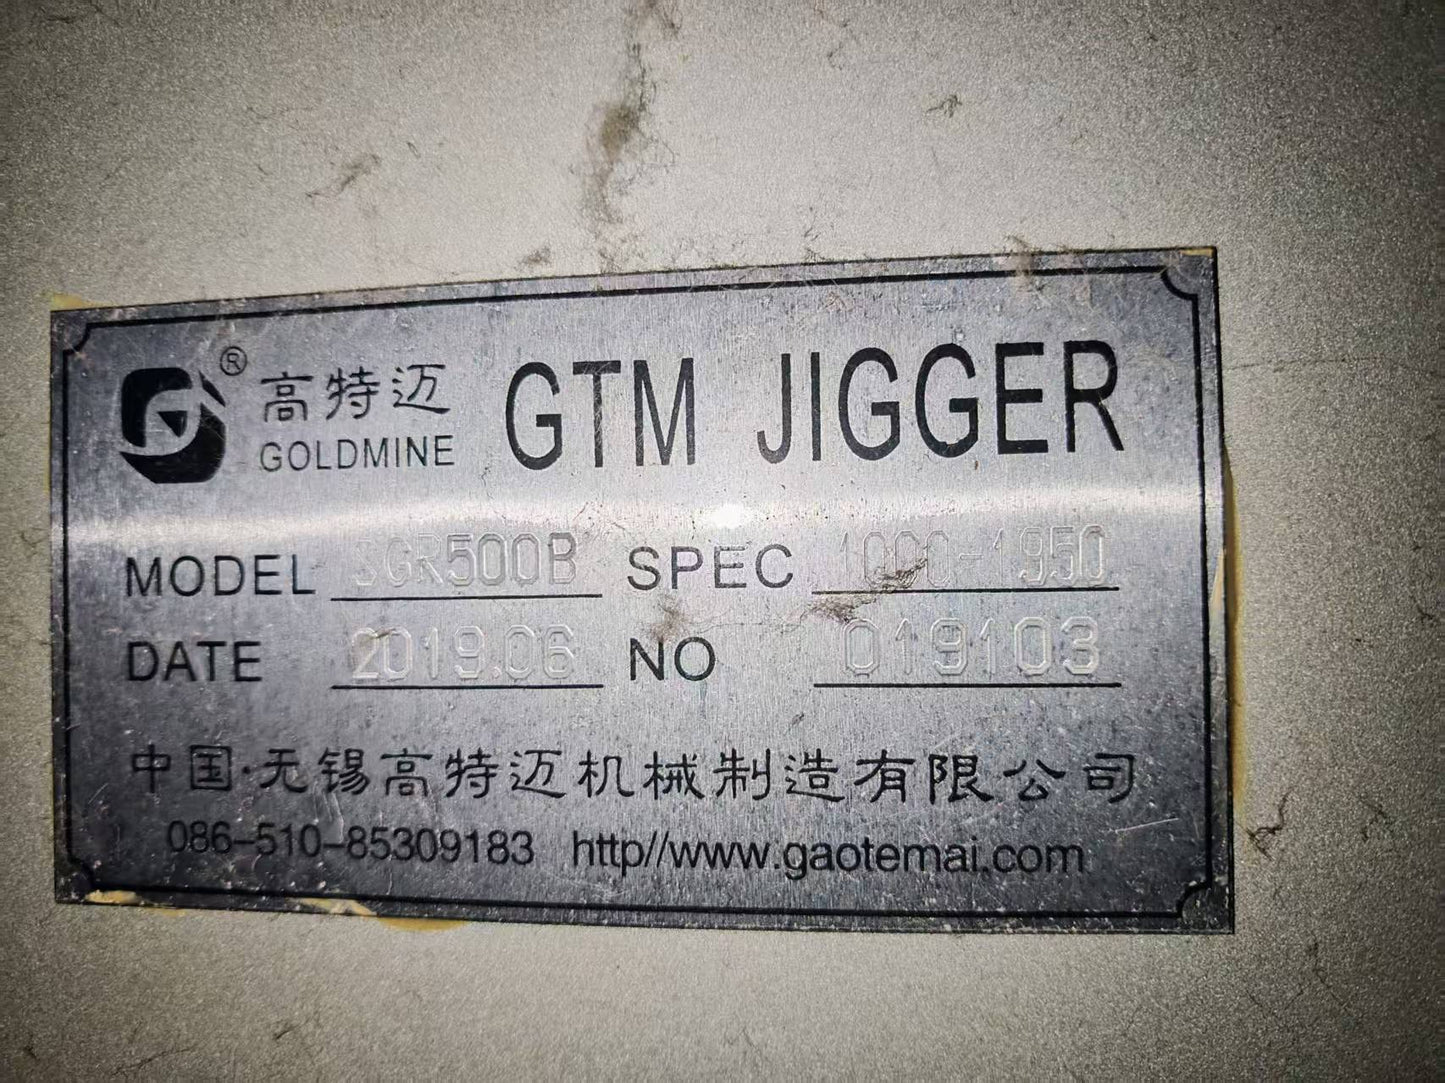 ® 高特迈 GTM JIGGER
GOLDMINE
MODEL SGR500B SPEC 1000-1950
DATE 2019.06 NO 019103
中国·无锡高特迈机械制造有限公司
086-510-85309183 http//www.gaotemai.com